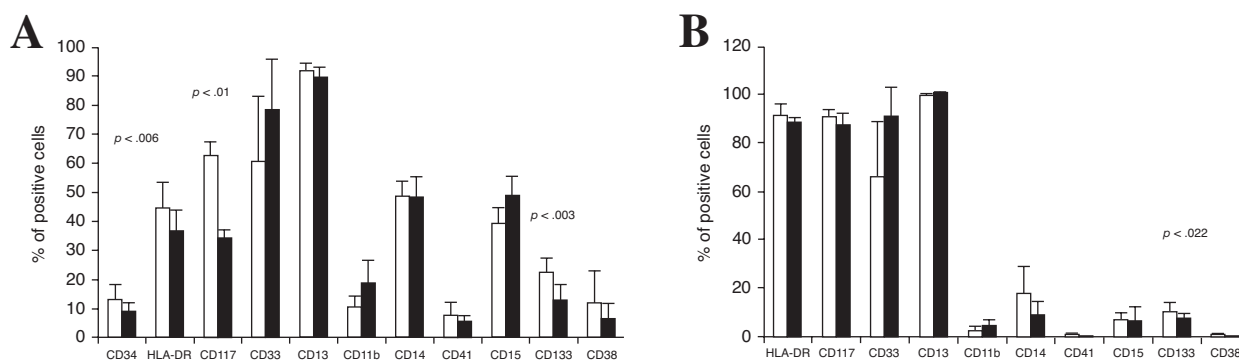 A
% of positive cells
100
90
80
70
60
50
40
30
20
10
0
p < .006
p < .01
p < .003
CD34 HLA-DR CD117 CD33 CD13 CD11b CD14 CD41 CD15 CD133 CD38
B
% of positive cells
120
100
80
60
40
20
0
p < .022
HLA-DR CD117 CD33 CD13 CD11b CD14 CD41 CD15 CD133 CD38